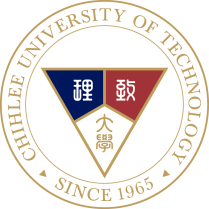 CHIHLEE UNIVERSITY OF TECHNOLOGY
理致
大學
SINCE 1965